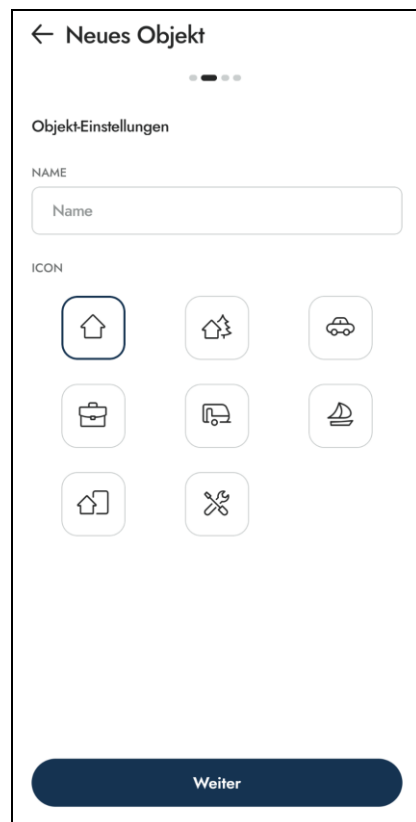 Neues Objekt
Objekt-Einstellungen
NAME
Name
ICON
Weiter